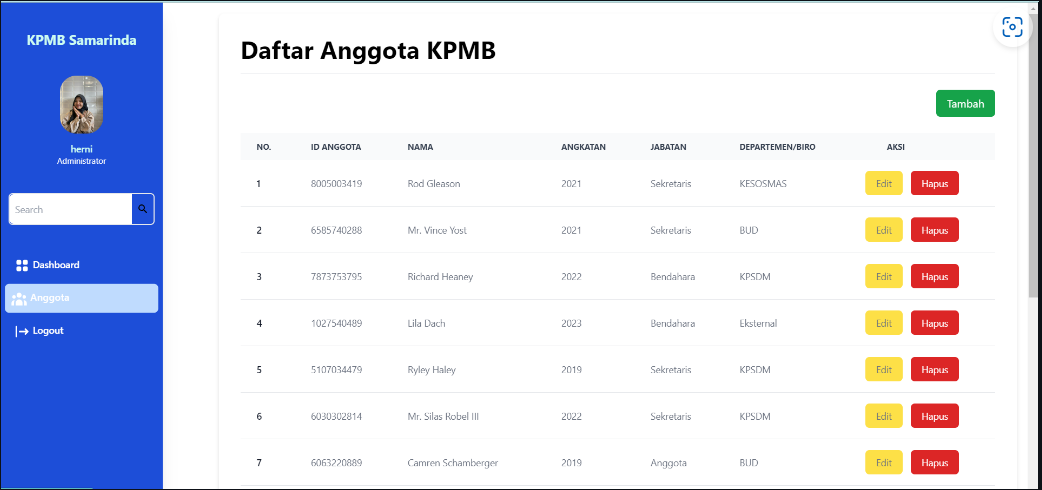 KPMB Samarinda
herni
Administrator
Search
Dashboard
Anggota
Logout
Daftar Anggota KPMB
Tambah
NO. ID ANGGOTA NAMA ANGKATAN JABATAN DEPARTEMEN/BIRO AKSI
1 8005003419 Rod Gleason 2021 Sekretaris KESOSMAS Edit Hapus
2 6585740288 Mr. Vince Yost 2021 Sekretaris BUD Edit Hapus
3 7873753795 Richard Heaney 2022 Bendahara KPSDM Edit Hapus
4 1027540489 Lila Dach 2023 Bendahara Eksternal Edit Hapus
5 5107034479 Ryley Haley 2019 Sekretaris KPSDM Edit Hapus
6 6030302814 Mr. Silas Robel III 2022 Sekretaris KPSDM Edit Hapus
7 6063220889 Camren Schamberger 2019 Anggota BUD Edit Hapus